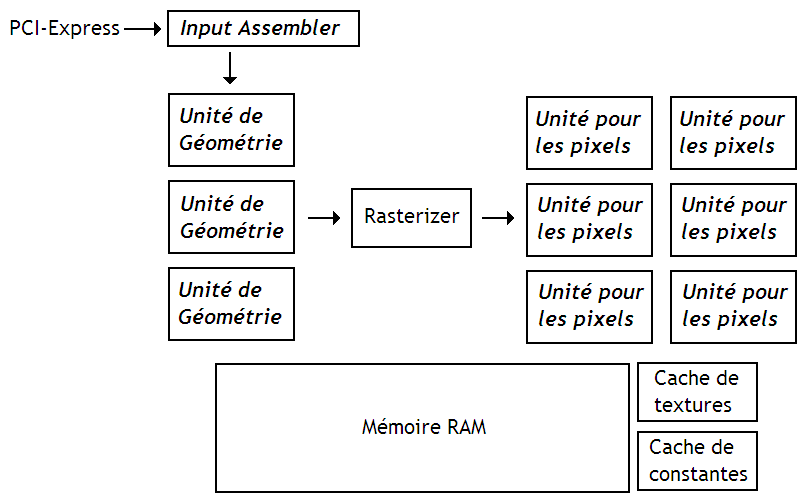 PCI-Express
Input Assembler
Unité de
Géométrie
Unité pour
les pixels
Unité pour
les pixels
Unité de
Géométrie
Rasterizer
Unité pour
les pixels
Unité pour
les pixels
Unité de
Géométrie
Unité pour
les pixels
Unité pour
les pixels
Mémoire RAM
Cache de
textures
Cache de
constantes